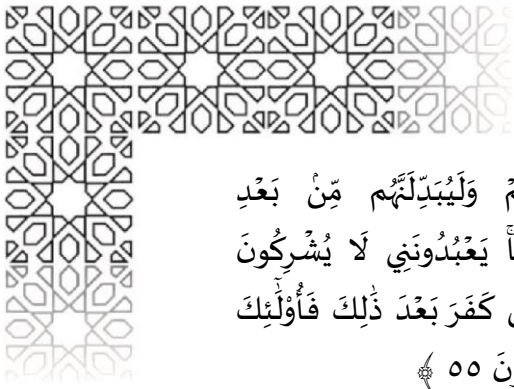 وَلَيُبَدِّلَنَّهُم مِّنۢ بَعۡدِ
يَعۡبُدُونَنِي لَا يُشۡرِكُونَ
كَفَرَ بَعۡدَ ذَٰلِكَ فَأُوْلَٰٓئِكَ
٥٥ ﴾